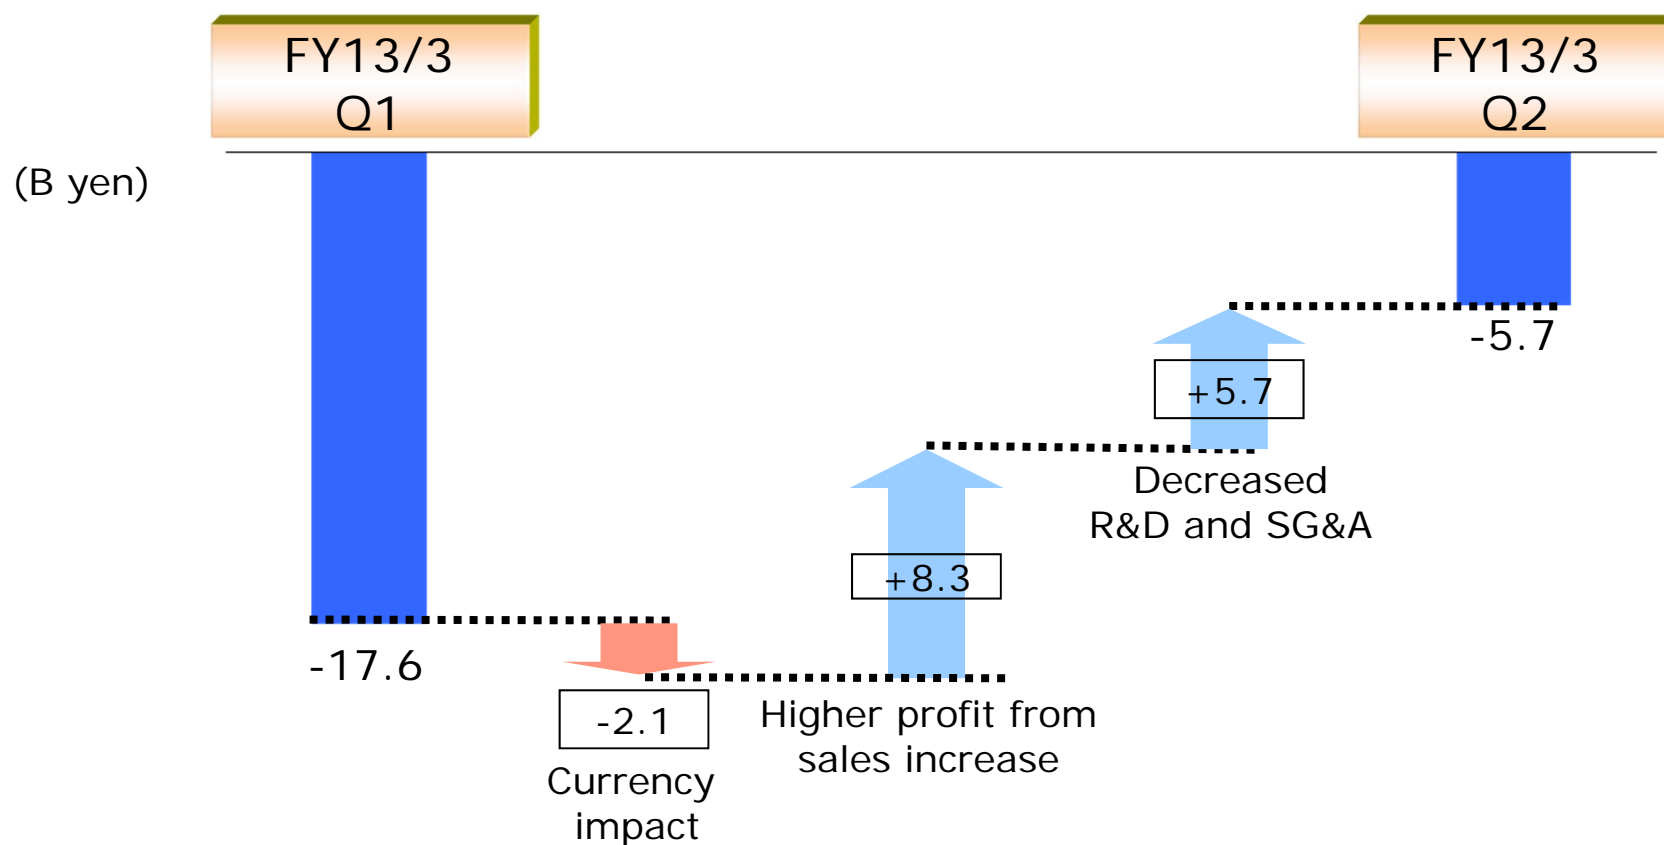 FY13/3
Q1
FY13/3
Q2
(B yen)
-5.7
+5.7
Decreased
R&D and SG&A
+8.3
-17.6
-2.1
Higher profit from
sales increase
Currency
impact